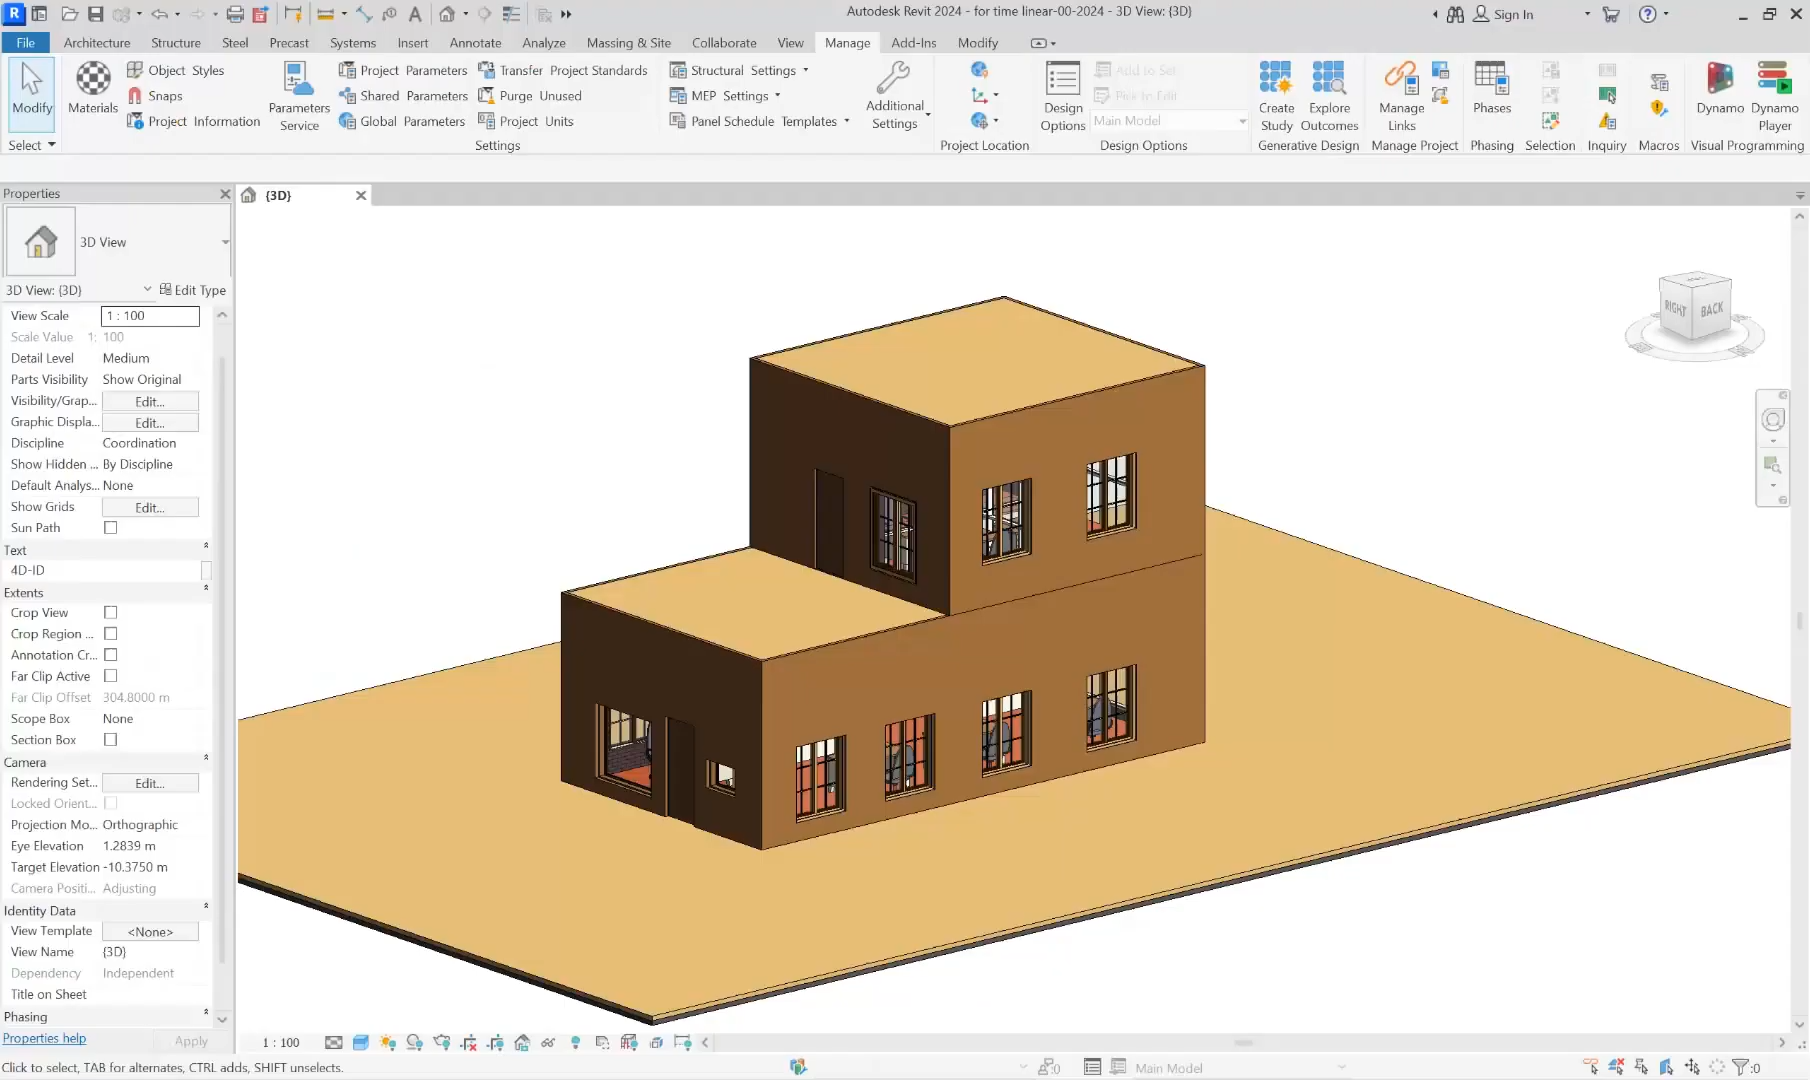 Autodesk Revit 2024 - for time linear-00-2024 - 3D View: {3D}
Sign In
File Architecture Structure Steel Precast Systems Insert Annotate Analyze Massing & Site Collaborate View Manage Add-Ins Modify
Modify
Select
Materials
Object Styles
Snaps
Project Information
Parameters
Service
Project Parameters
Shared Parameters
Global Parameters
Transfer Project Standards
Purge Unused
Project Units
Structural Settings
MEP Settings
Panel Schedule Templates
Additional
Settings
Settings
Project Location
Design
Options
Add to Set
Pick to Edit
Main Model
Design Options
Create
Study
Explore
Outcomes
Generative Design
Manage
Links
Manage Project
Phases
Phasing
Selection
Inquiry
Macros
Dynamo
Dynamo
Player
Visual Programming
Properties
{3D}
3D View
3D View: {3D}
Edit Type
View Scale 1 : 100
Scale Value 1: 100
Detail Level Medium
Parts Visibility Show Original
Visibility/Grap... Edit...
Graphic Displa... Edit...
Discipline Coordination
Show Hidden ... By Discipline
Default Analys... None
Show Grids Edit...
Sun Path
Text
4D-ID
Extents
Crop View
Crop Region ...
Annotation Cr...
Far Clip Active
Far Clip Offset 304.8000 m
Scope Box None
Section Box
Camera
Rendering Set... Edit...
Locked Orient...
Projection Mo... Orthographic
Eye Elevation 1.2839 m
Target Elevation -10.3750 m
Camera Positi... Adjusting
Identity Data
View Template <None>
View Name {3D}
Dependency Independent
Title on Sheet
Phasing
Properties help
Apply
RIGHT BACK
1 : 100
Click to select, TAB for alternates, CTRL adds, SHIFT unselects.
:0
Main Model
:0